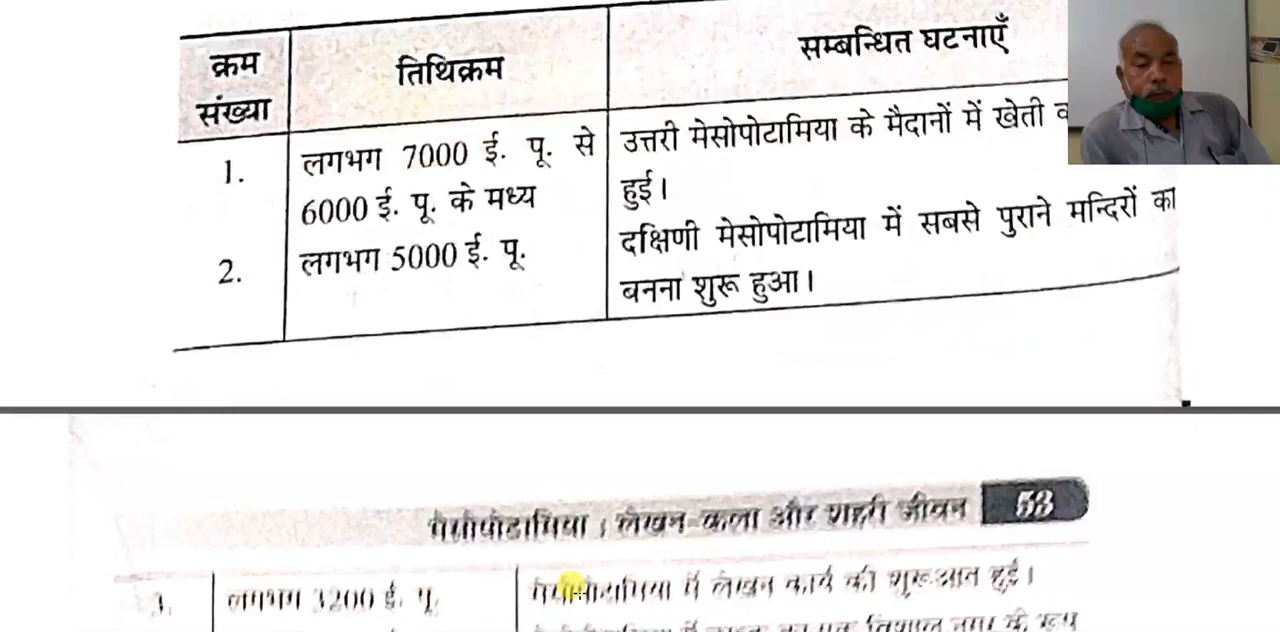 क्रम संख्या तिथिक्रम सम्बन्धित घटनाएँ
1. लगभग 7000 ई. पू. से उत्तरी मेसोपोटामिया के मैदानों में खेती
6000 ई. पू. के मध्य हुई।
2. लगभग 5000 ई. पू. दक्षिणी मेसोपोटामिया में सबसे पुराने मन्दिरों का
बनना शुरू हुआ।
मेसोपोटामिया : लेखन-कला और शहरी जीवन 53
3. लगभग 3200 ई. पू. मेसोपोटामिया में लेखन कार्य की शुरूआत हुई।